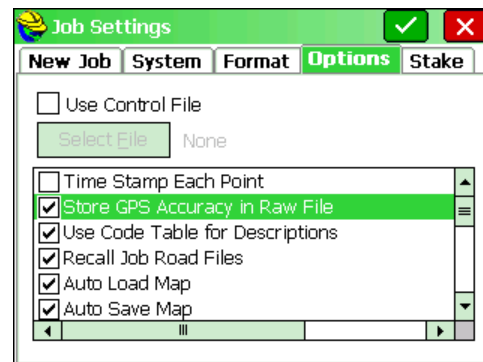 Job Settings
New Job System Format Options Stake
Use Control File
Select File None
Time Stamp Each Point
Store GPS Accuracy in Raw File
Use Code Table for Descriptions
Recall Job Road Files
Auto Load Map
Auto Save Map